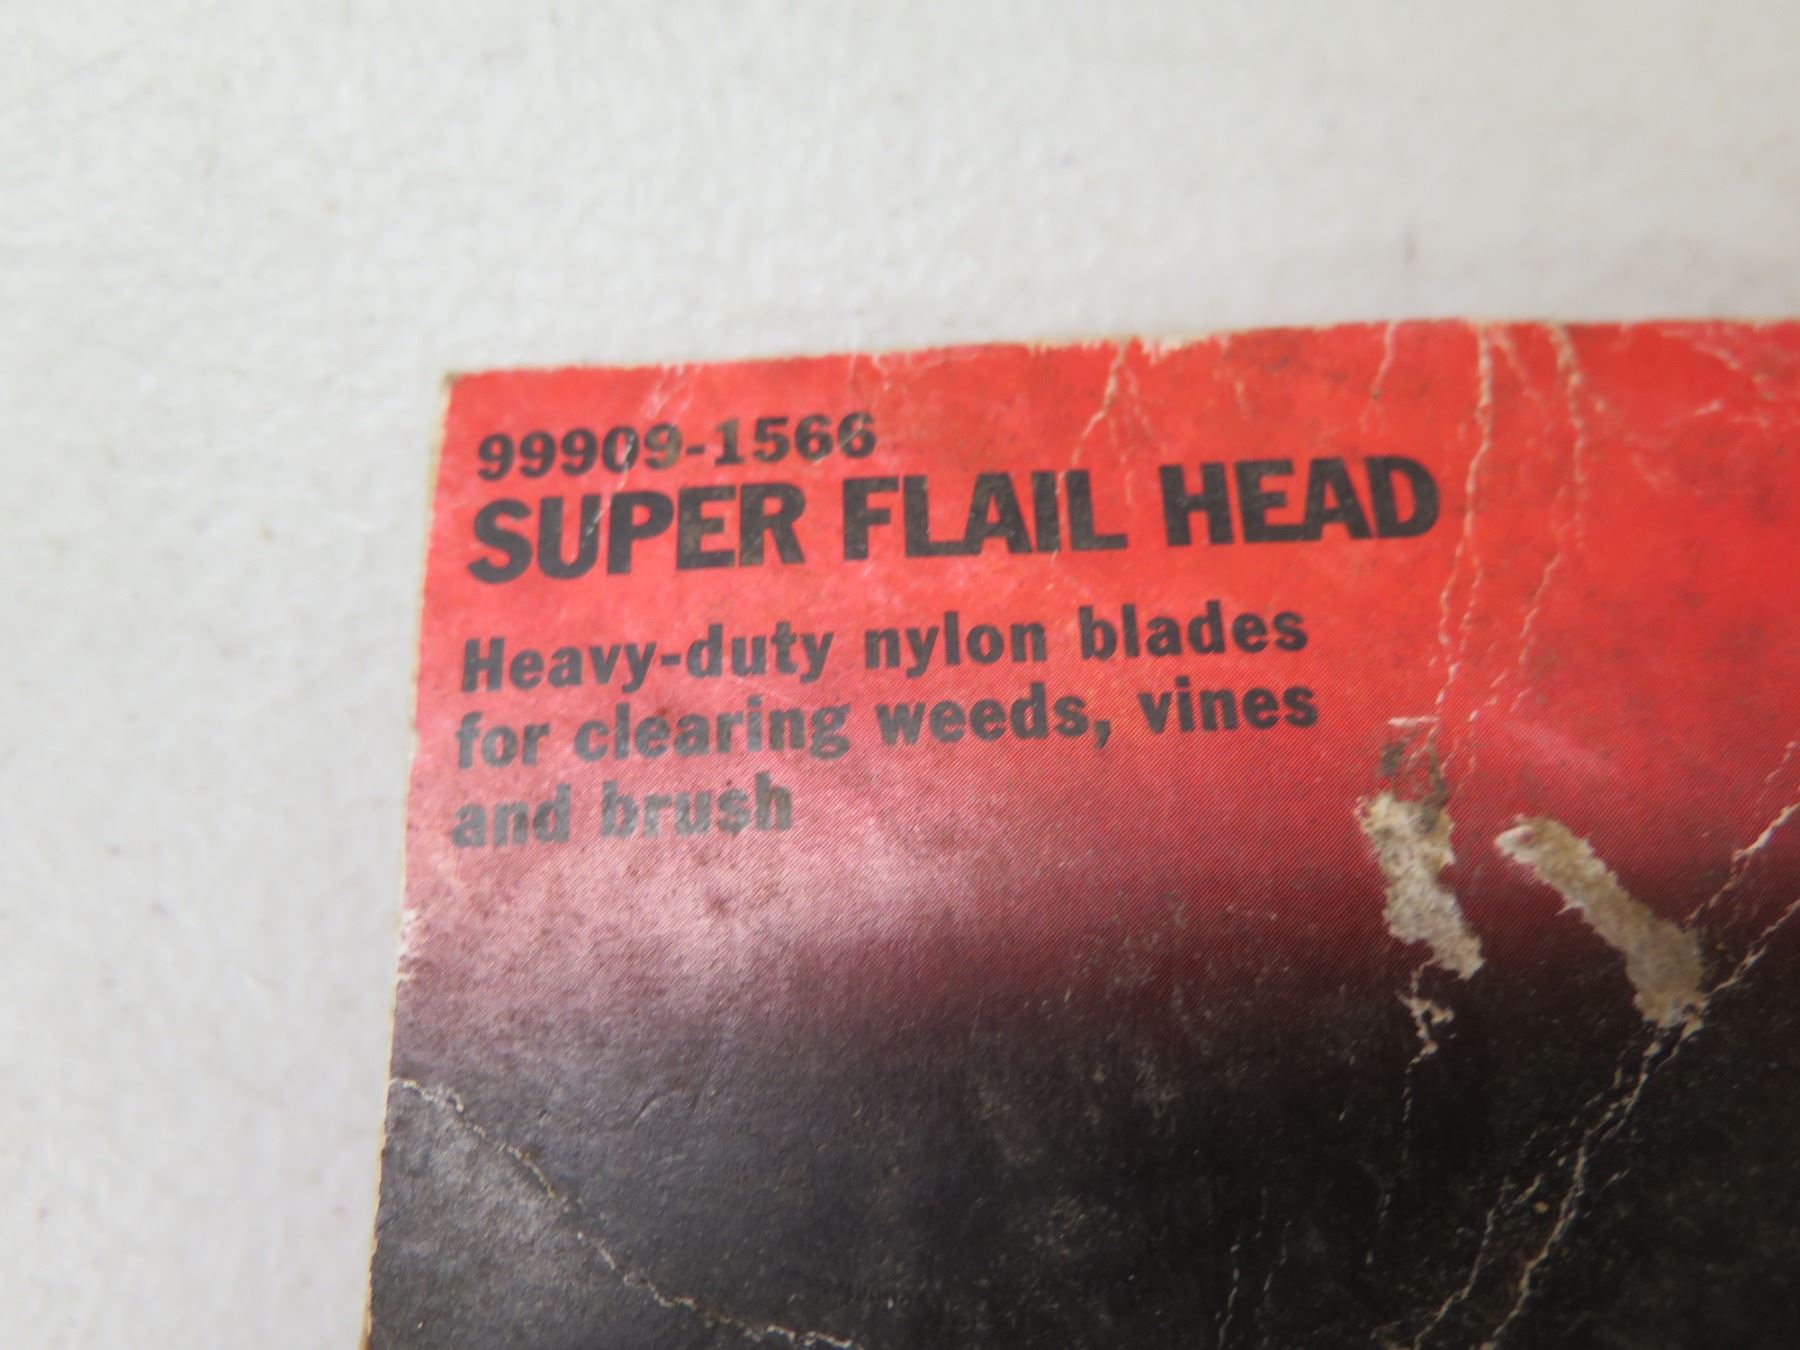 99909-1566
SUPER FLAIL HEAD
Heavy-duty nylon blades
for clearing weeds, vines
and brush